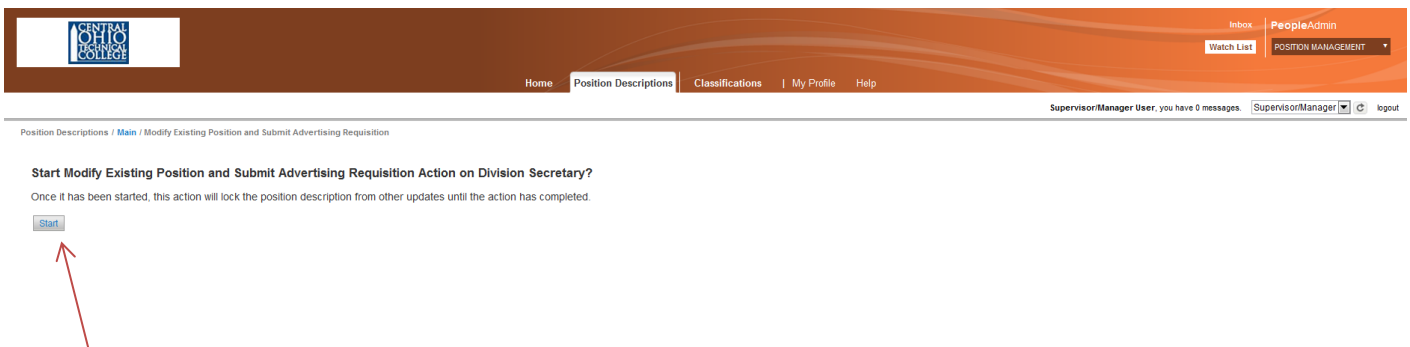 CENTRAL
OHIO
TECHNICAL
COLLEGE
Inbox PeopleAdmin
Watch List POSITION MANAGEMENT
Home Position Descriptions Classifications | My Profile Help
Supervisor/Manager User, you have 0 messages. Supervisor/Manager logout
Position Descriptions / Main / Modify Existing Position and Submit Advertising Requisition
Start Modify Existing Position and Submit Advertising Requisition Action on Division Secretary?
Once it has been started, this action will lock the position description from other updates until the action has completed.
Start